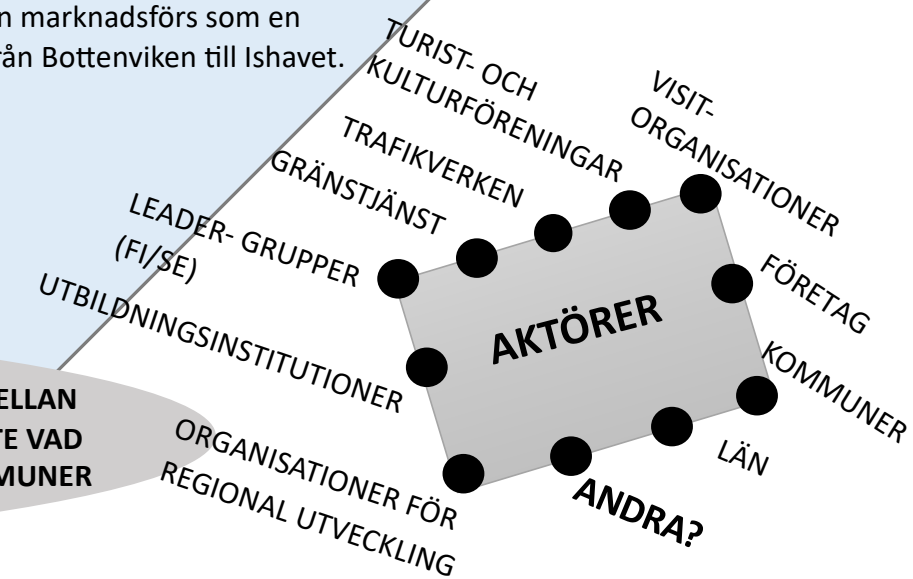 n marknadsförs som en
rån Bottenviken till Ishavet.
TURIST- OCH
KULTURFÖRENINGAR
VISIT-
ORGANISATIONER
TRAFIKVERKEN
GRÄNSTJÄNST
LEADER- GRUPPER
(FI/SE)
UTBILDNINGSINSTITUTIONER
FÖRETAG
AKTÖRER
KOMMUNER
ELLAN
TE VAD
MUNER
ORGANISATIONER FÖR
REGIONAL UTVECKLING
LÄN
ANDRA?